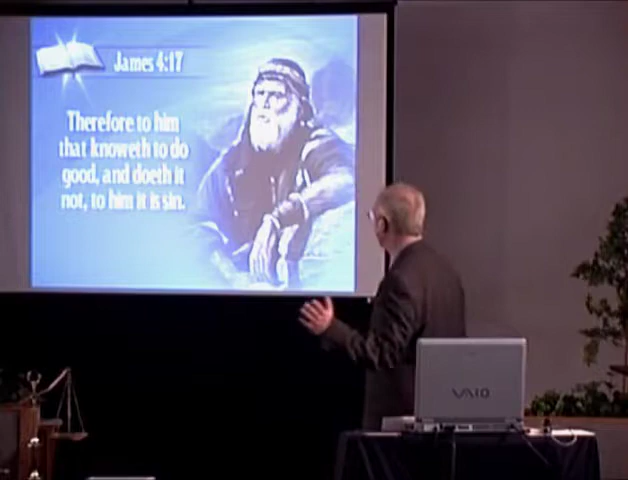 James 4:17
Therefore to him
that knoweth to do
good, and doeth it
not, to him it is sin.
VAIO